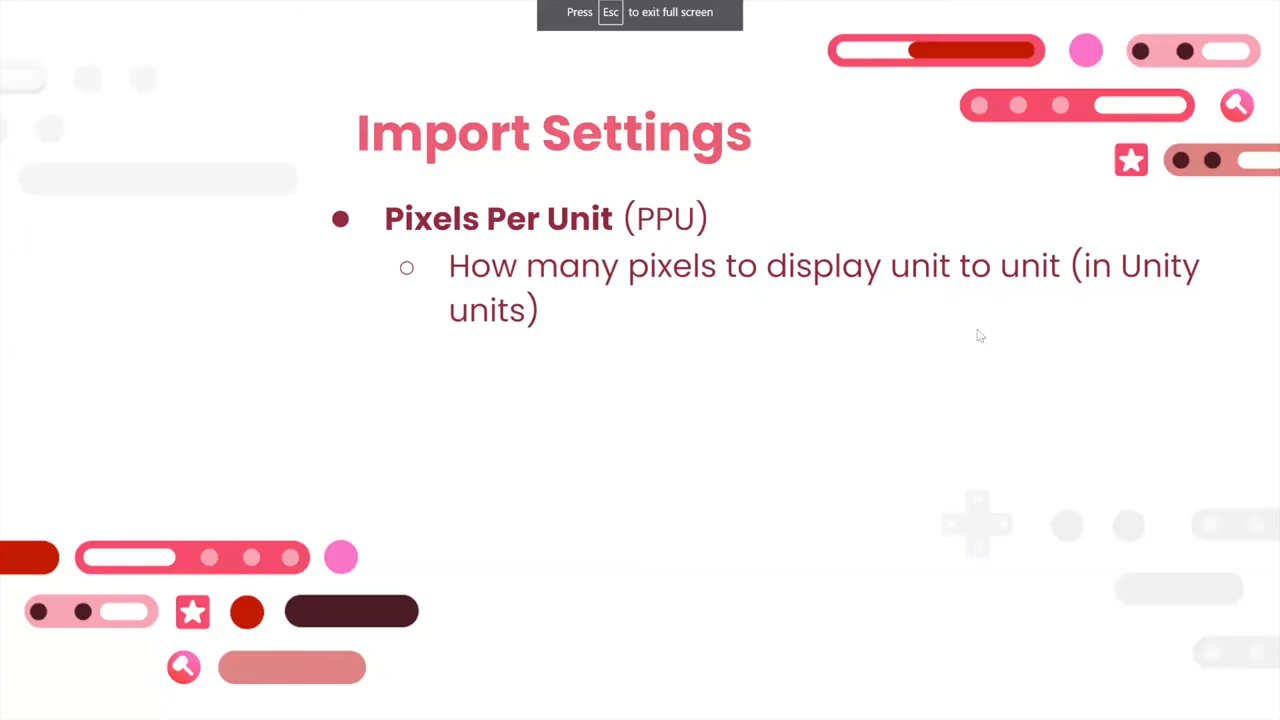 Press Esc to exit full screen
Import Settings
● Pixels Per Unit (PPU)
○ How many pixels to display unit to unit (in Unity
units)